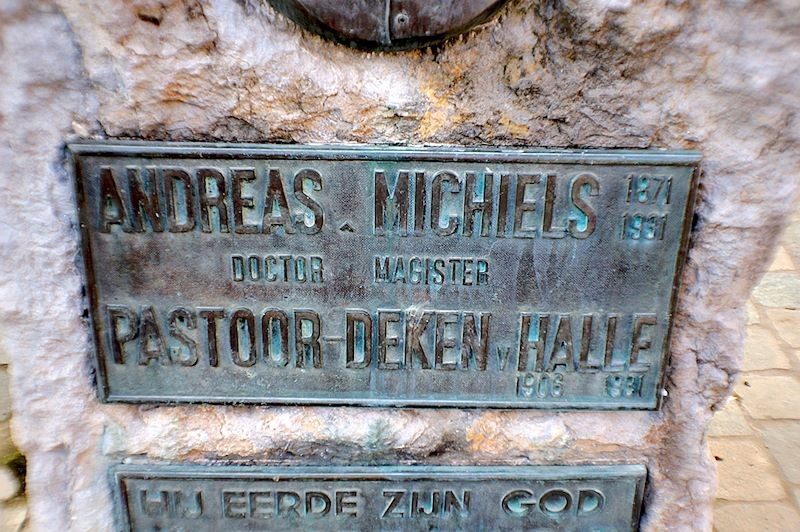 ANDREAS MICHIELS 1871
1931
DOCTOR MAGISTER
PASTOOR-DEKEN V HALLE
1906 1931
HIJ EERDE ZIJN GOD